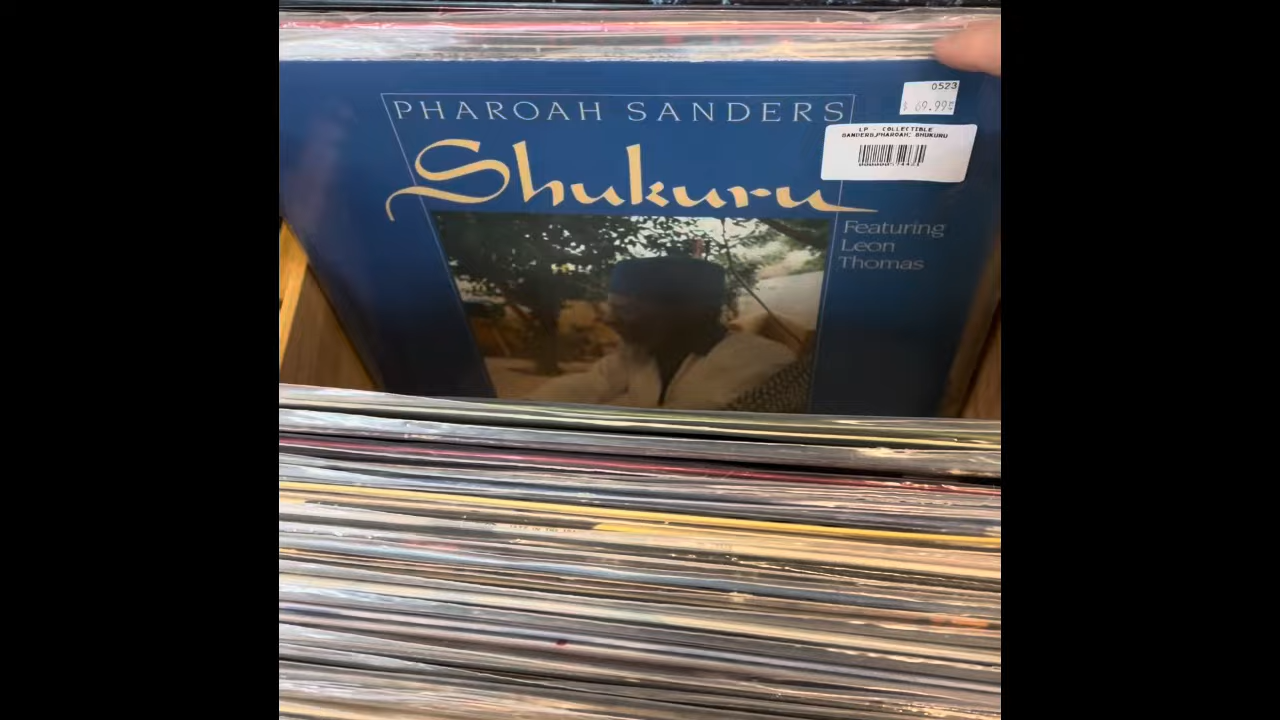 0523
$ 69.99
PHAROAH SANDERS
LP - COLLECTIBLE
SANDERS,PHAROAH; SHUKURU
Shukuru
Featuring
Leon
Thomas